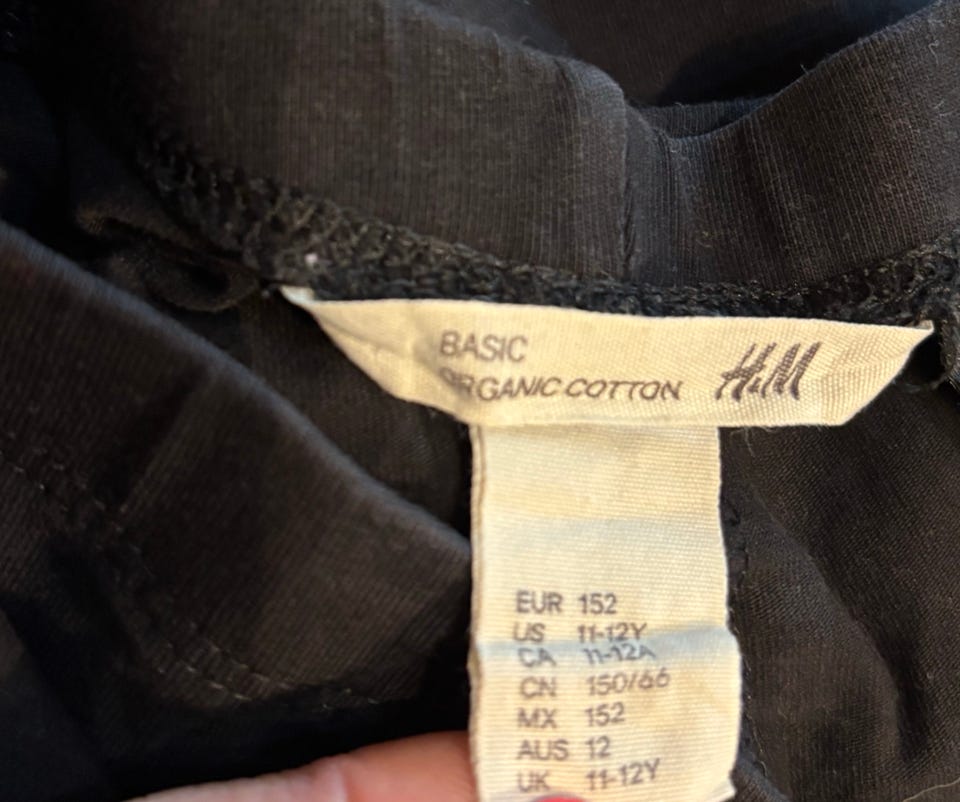 BASIC
ORGANIC COTTON
H&M
EUR 152
US 11-12Y
CA 11-12A
CN 150/66
MX 152
AUS 12
UK 11-12Y